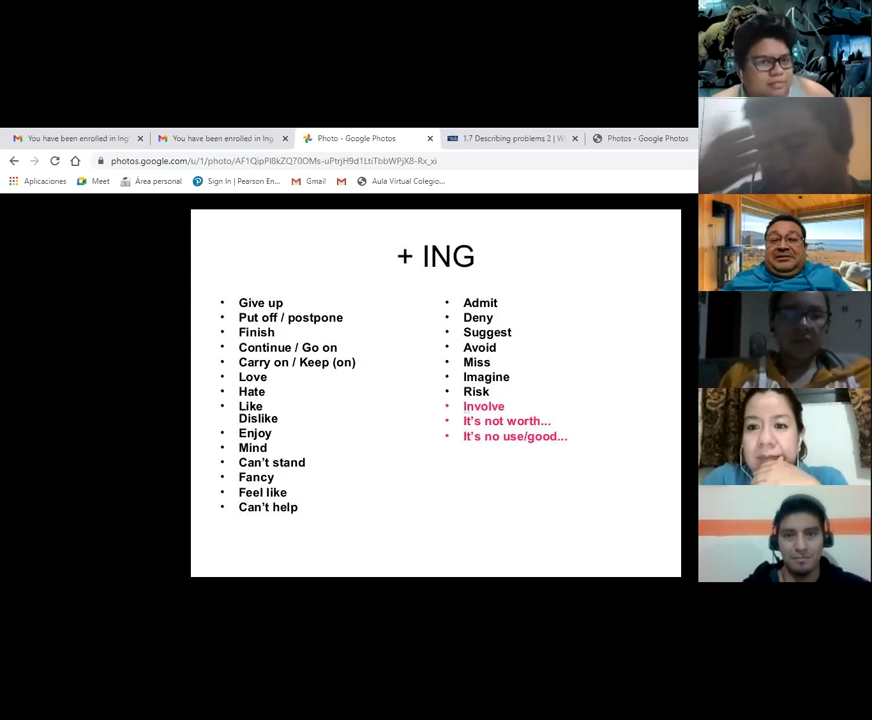 You have been enrolled in Ing
You have been enrolled in Ing
Photo - Google Photos
1.7 Describing problems 2 | W
Photos - Google Photos
photos.google.com/u/1/photo/AF1QipPl8kZQ70OMs-uPtrjH9d1LtiTbbWPjX8-Rx_xi
Aplicaciones
Meet
Área personal
Sign In | Pearson En...
Gmail
Aula Virtual Colegio...
+ ING
• Give up
• Put off / postpone
• Finish
• Continue / Go on
• Carry on / Keep (on)
• Love
• Hate
• Like
Dislike
• Enjoy
• Mind
• Can't stand
• Fancy
• Feel like
• Can't help
• Admit
• Deny
• Suggest
• Avoid
• Miss
• Imagine
• Risk
• Involve
• It's not worth...
• It's no use/good...